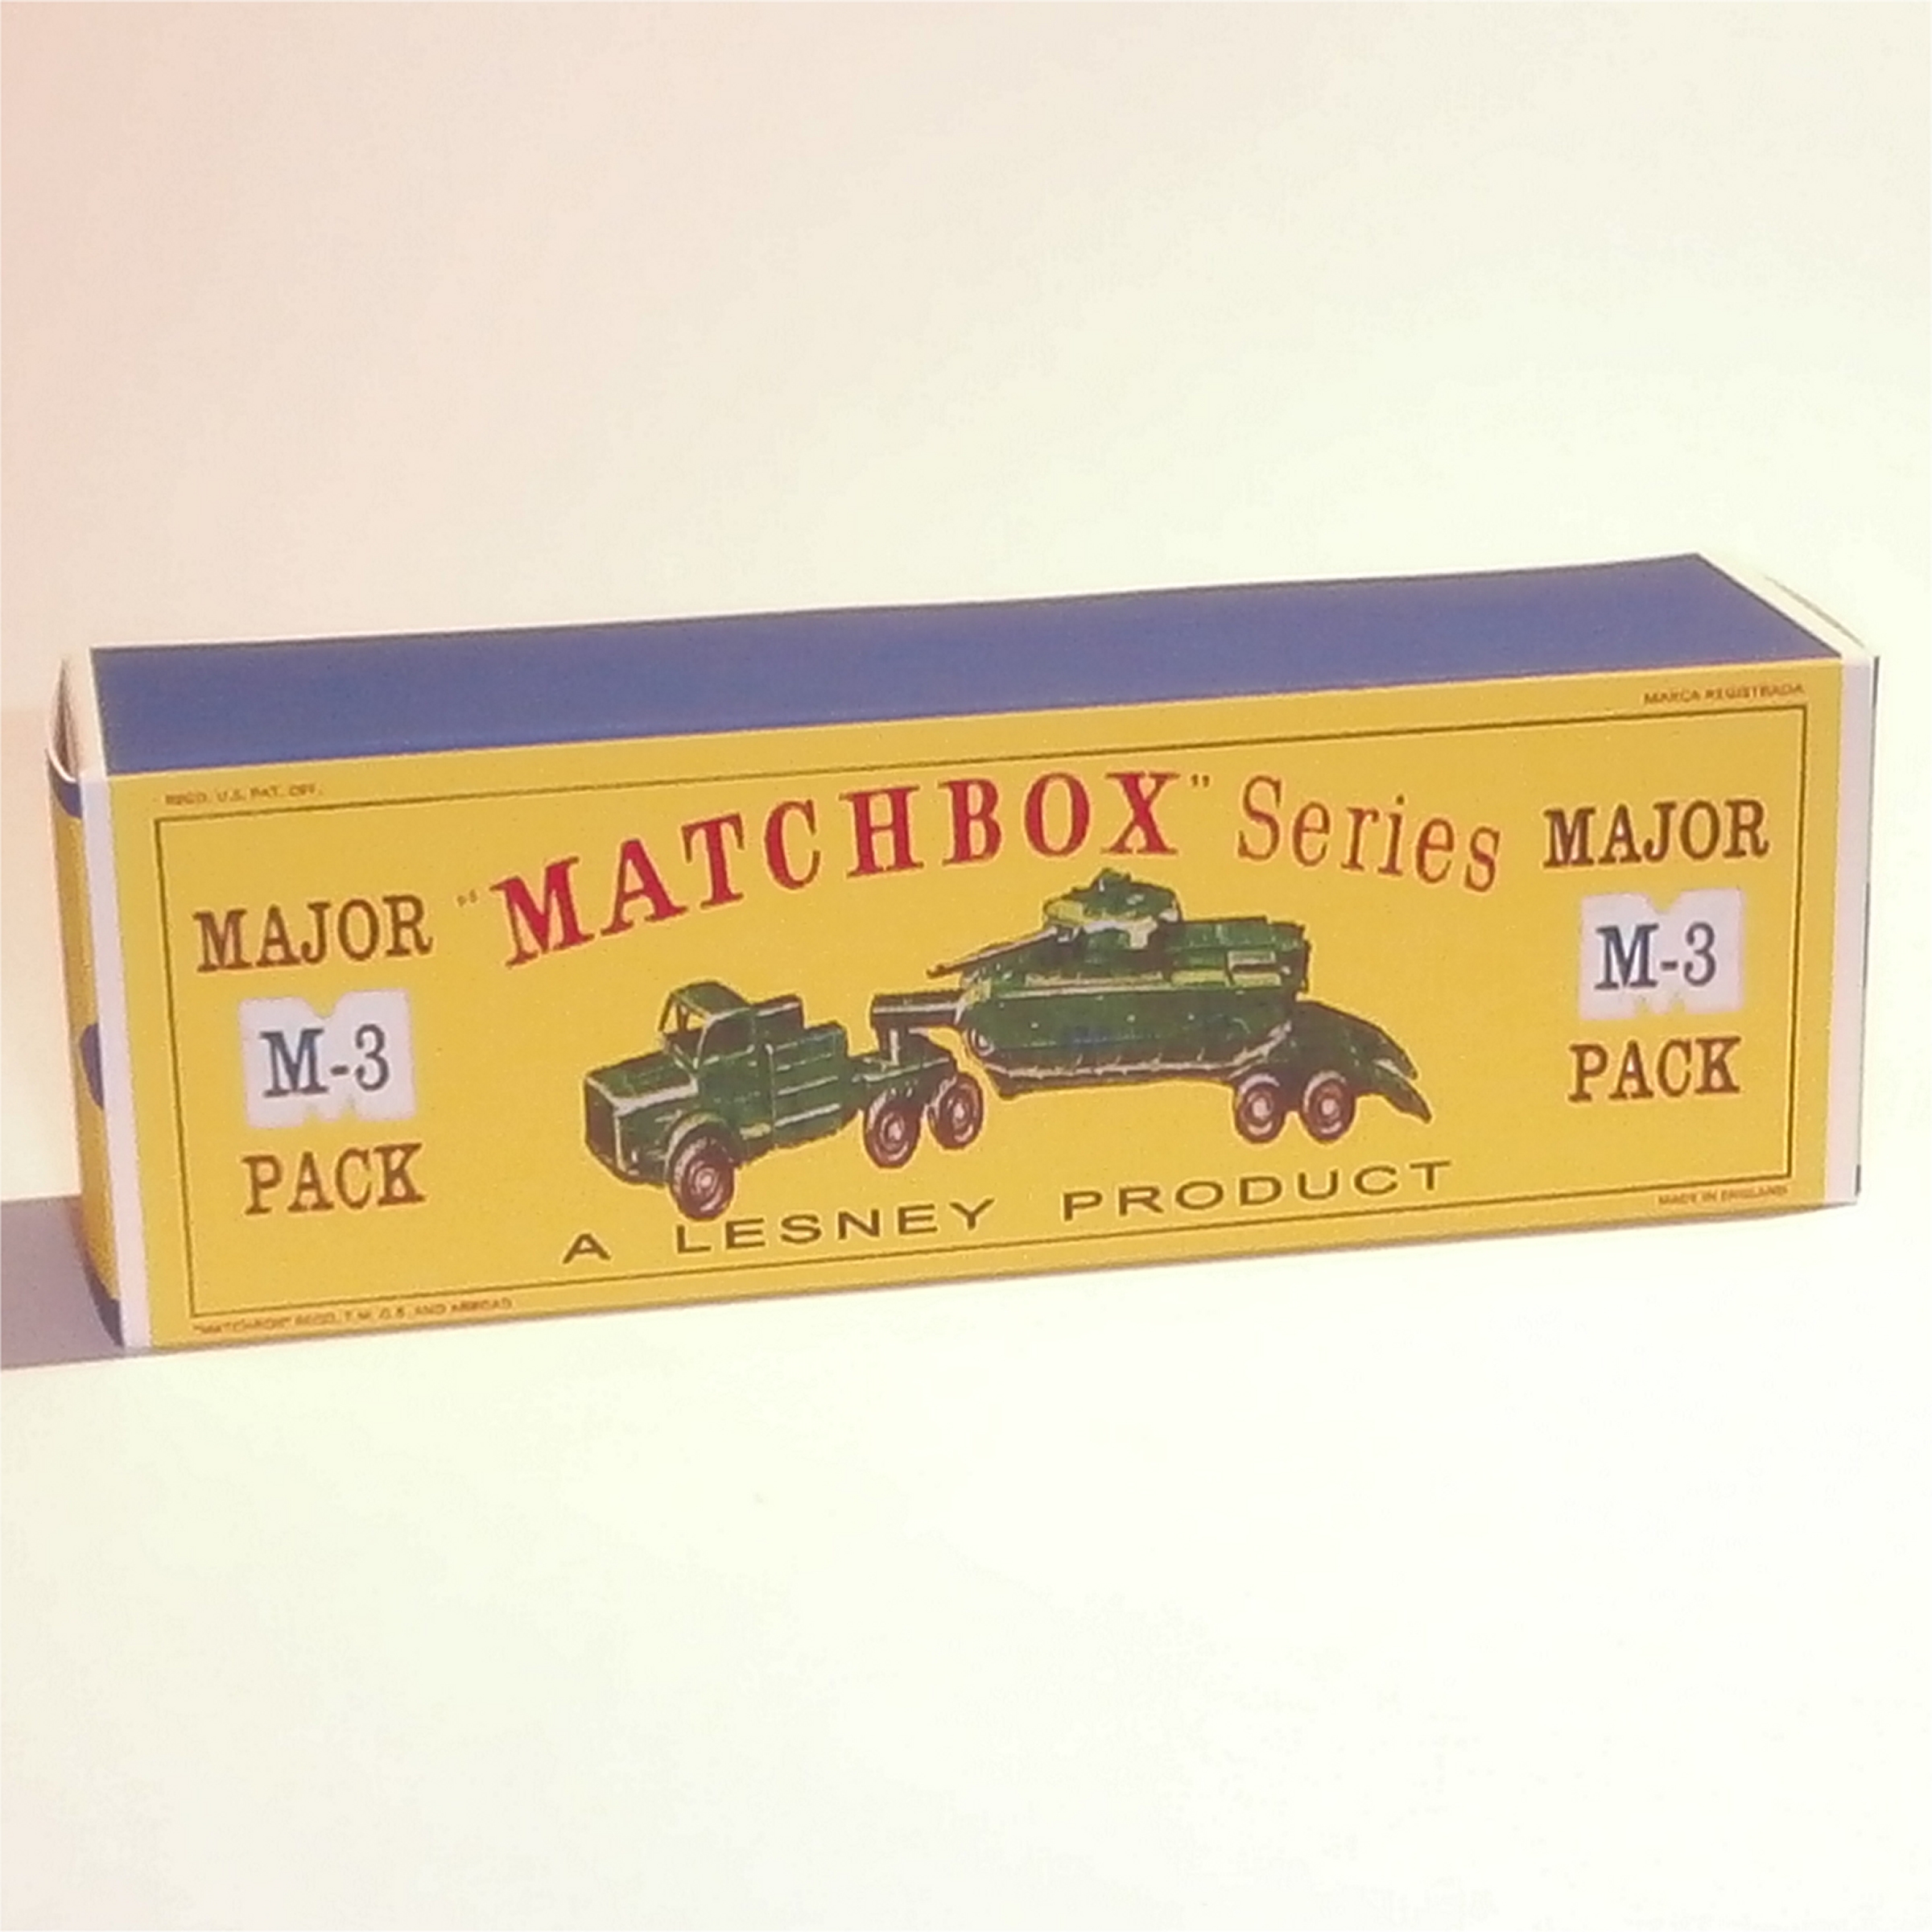 MARCA REGISTRADA
REGD. U.S. PAT. OFF.
"MATCHBOX" Series
MAJOR
M-3
PACK
MAJOR
M-3
PACK
A LESNEY PRODUCT
MADE IN ENGLAND
"MATCHBOX" REGD. T.M. G.B. AND ABROAD